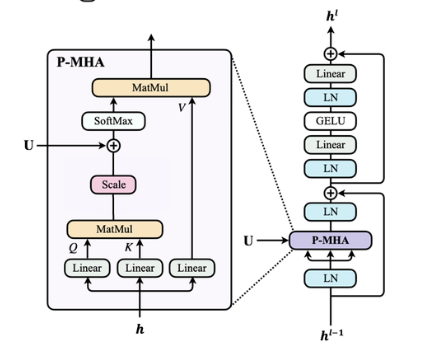 P-MHA
MatMul
V
SoftMax
U
Scale
MatMul
Q
K
Linear
Linear
Linear
h
h^l
Linear
LN
GELU
Linear
LN
LN
U
P-MHA
LN
h^{l-1}